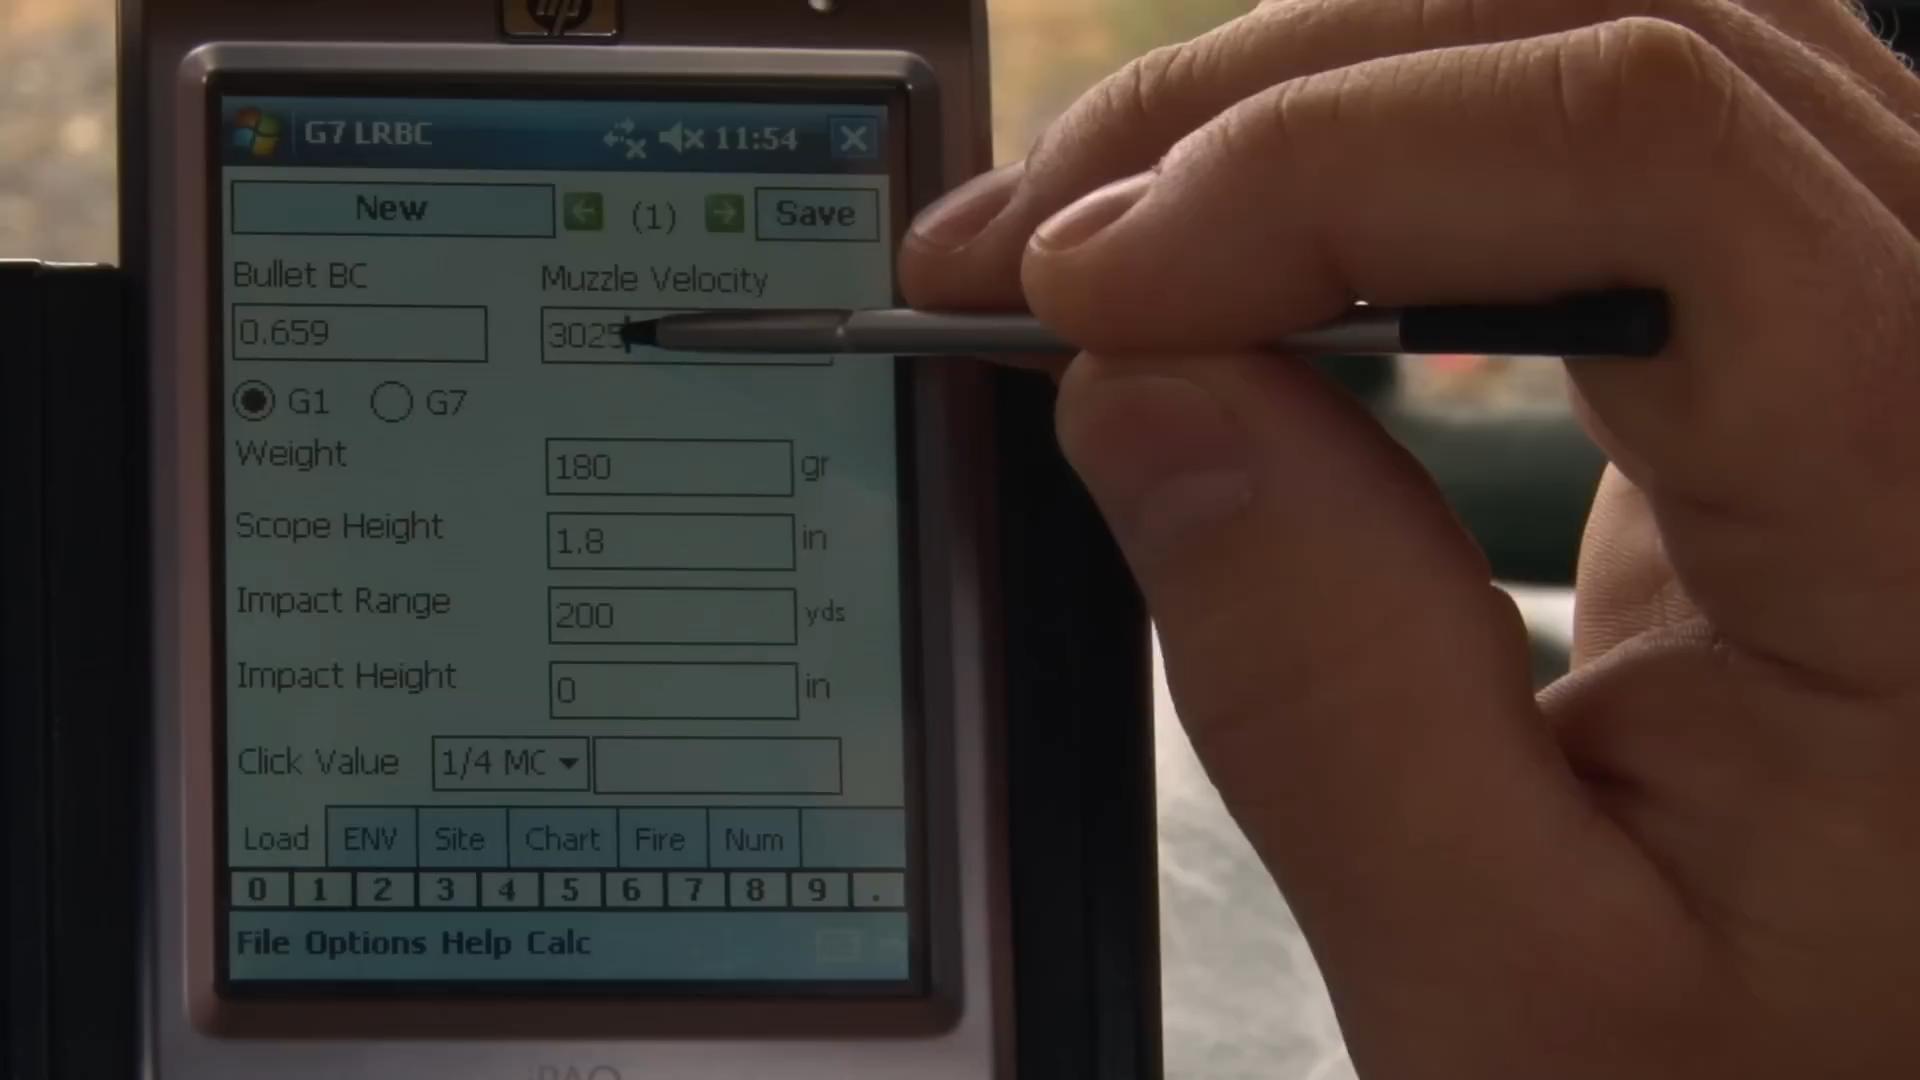 hp
G7 LRBC 11:54
New (1) Save
Bullet BC Muzzle Velocity
0.659 3025
G1 G7
Weight 180 gr
Scope Height 1.8 in
Impact Range 200 yds
Impact Height 0 in
Click Value 1/4 MC
Load ENV Site Chart Fire Num
0 1 2 3 4 5 6 7 8 9 .
File Options Help Calc
iPAQ